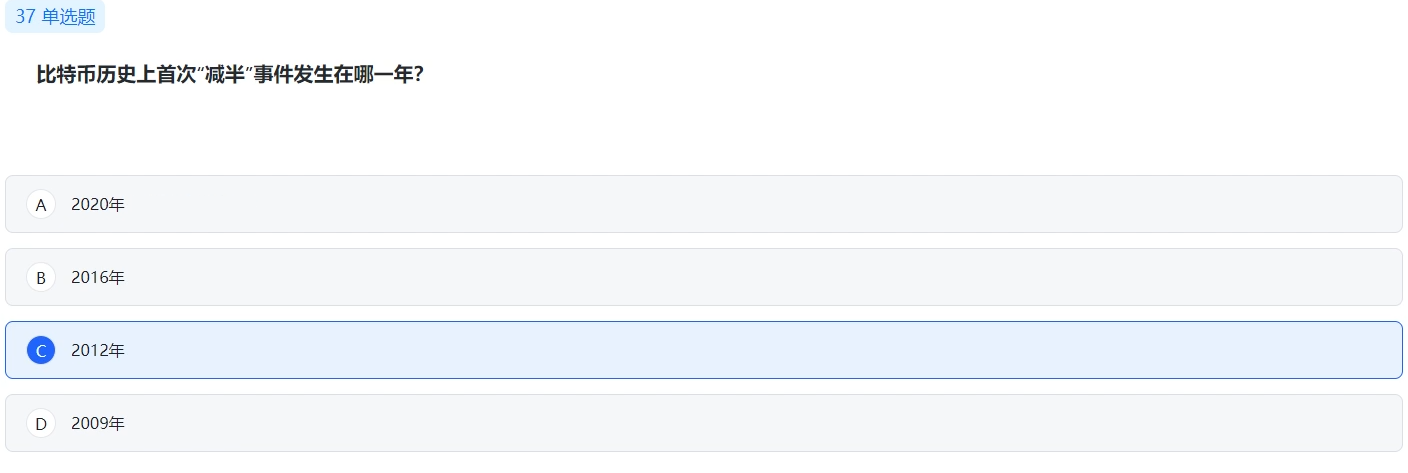 37 单选题
比特币历史上首次“减半”事件发生在哪一年？
A 2020年
B 2016年
C 2012年
D 2009年